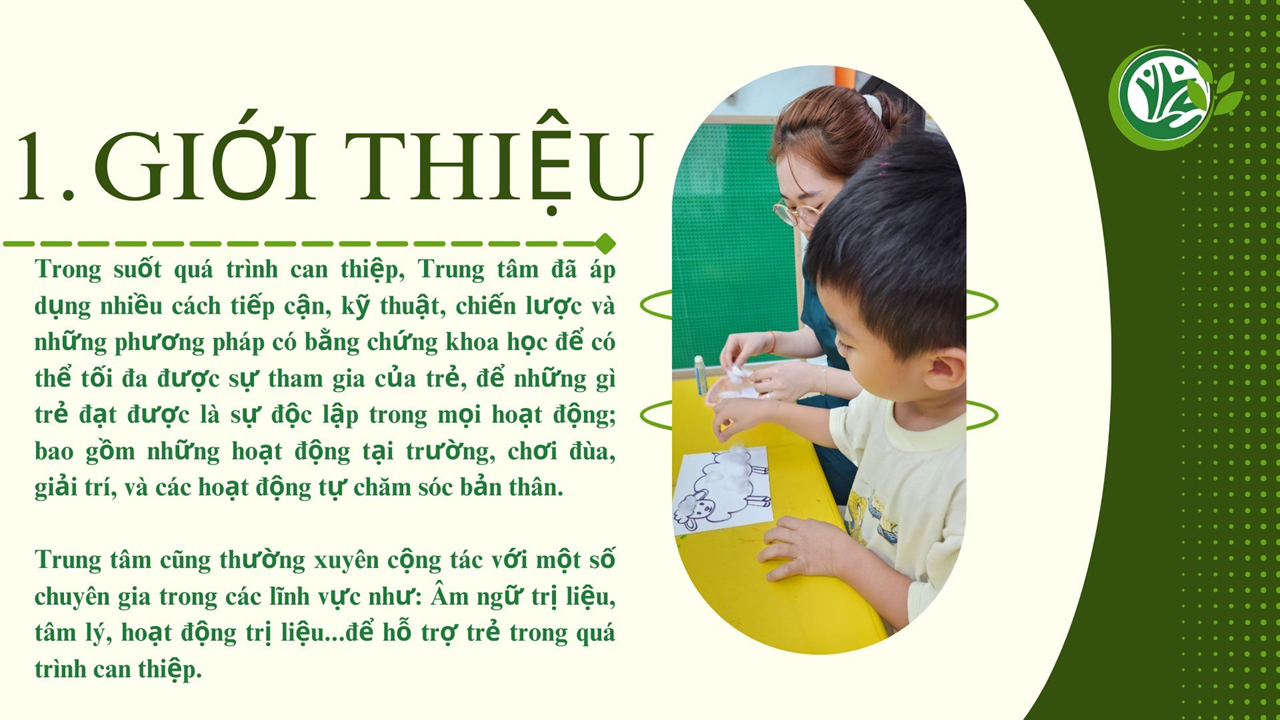 1. GIỚI THIỆU
Trong suốt quá trình can thiệp, Trung tâm đã áp
dụng nhiều cách tiếp cận, kỹ thuật, chiến lược và
những phương pháp có bằng chứng khoa học để có
thể tối đa được sự tham gia của trẻ, để những gì
trẻ đạt được là sự độc lập trong mọi hoạt động;
bao gồm những hoạt động tại trường, chơi đùa,
giải trí, và các hoạt động tự chăm sóc bản thân.
Trung tâm cũng thường xuyên cộng tác với một số
chuyên gia trong các lĩnh vực như: Âm ngữ trị liệu,
tâm lý, hoạt động trị liệu...để hỗ trợ trẻ trong quá
trình can thiệp.